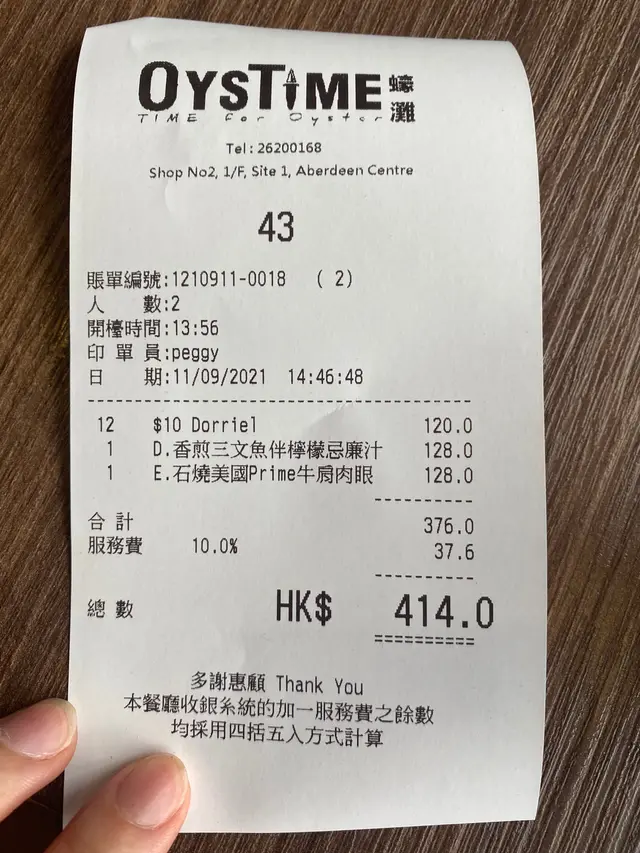 OYSTIME 蠔灘
TIME for Oyster
Tel: 26200168
Shop No2, 1/F, Site 1, Aberdeen Centre
43
賬單編號:1210911-0018 ( 2)
人 數:2
開檯時間:13:56
印 單 員:peggy
日 期:11/09/2021 14:46:48
12 $10 Dorriel 120.0
1 D.香煎三文魚伴檸檬忌廉汁 128.0
1 E.石燒美國Prime牛肩肉眼 128.0
合計 376.0
服務費 10.0% 37.6
總數 HK$ 414.0
多謝惠顧 Thank You
本餐廳收銀系統的加一服務費之餘數
均採用四括五入方式計算